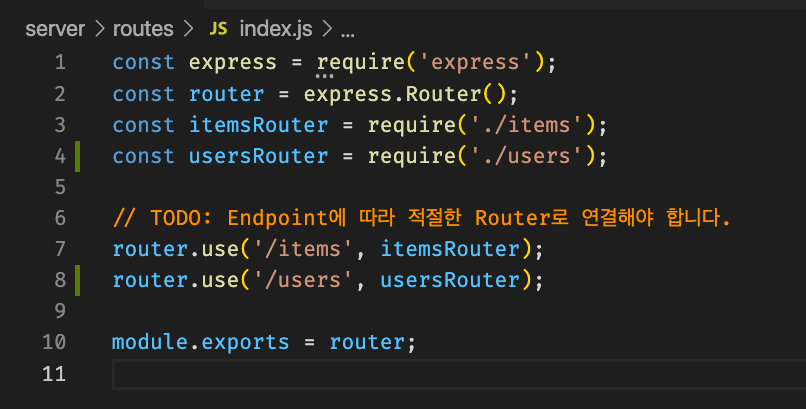 server > routes > JS index.js > ...
1 const express = require('express');
2 const router = express.Router();
3 const itemsRouter = require('./items');
4 const usersRouter = require('./users');
5
6 // TODO: Endpoint에 따라 적절한 Router로 연결해야 합니다.
7 router.use('/items', itemsRouter);
8 router.use('/users', usersRouter);
9
10 module.exports = router;
11